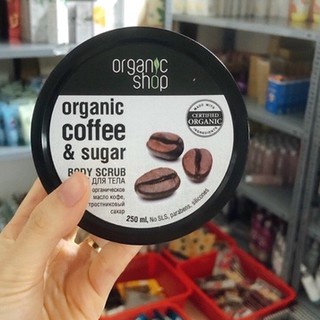 organic
shop
organic
coffee
& sugar
BODY SCRUB
ДЛЯ ТЕЛА
органическое
масло кофе,
тростниковый
сахар
250 ml, No SLS, parabens, silicones
MADE WITH
CERTIFIED
ORGANIC
INGREDIENTS